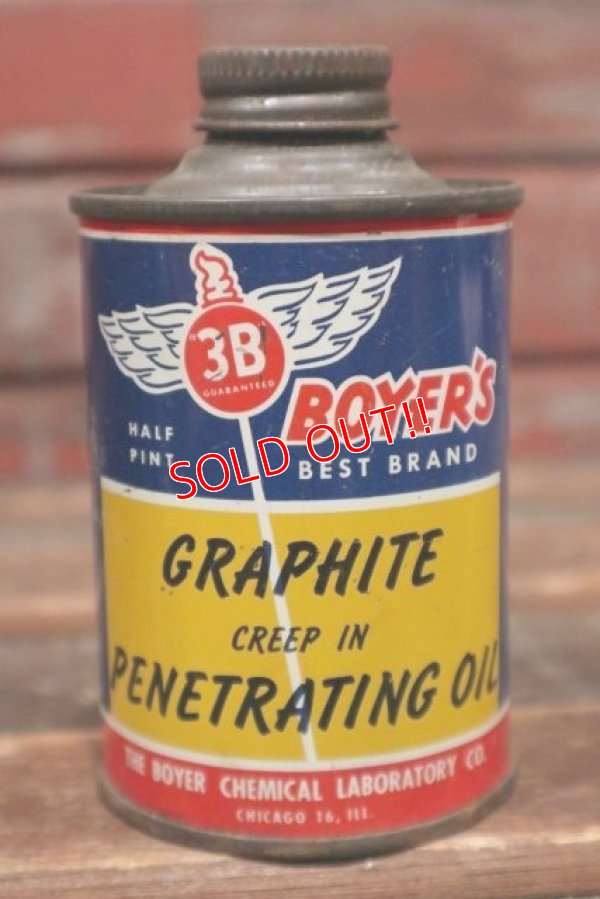 "3B"
GUARANTEED
BOYER'S
HALF
PINT
BEST BRAND
SOLD OUT!!
GRAPHITE
CREEP IN
PENETRATING OIL
THE BOYER CHEMICAL LABORATORY CO.
CHICAGO 16, ILL.